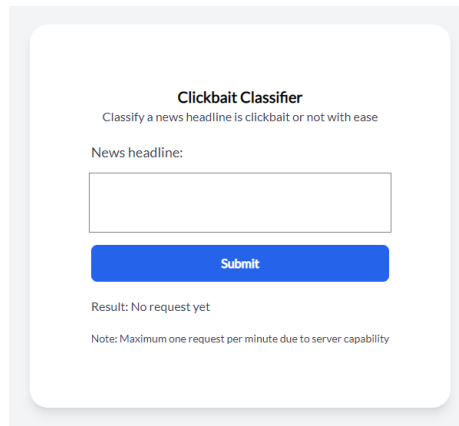 Clickbait Classifier
Classify a news headline is clickbait or not with ease
News headline:
Submit
Result: No request yet
Note: Maximum one request per minute due to server capability